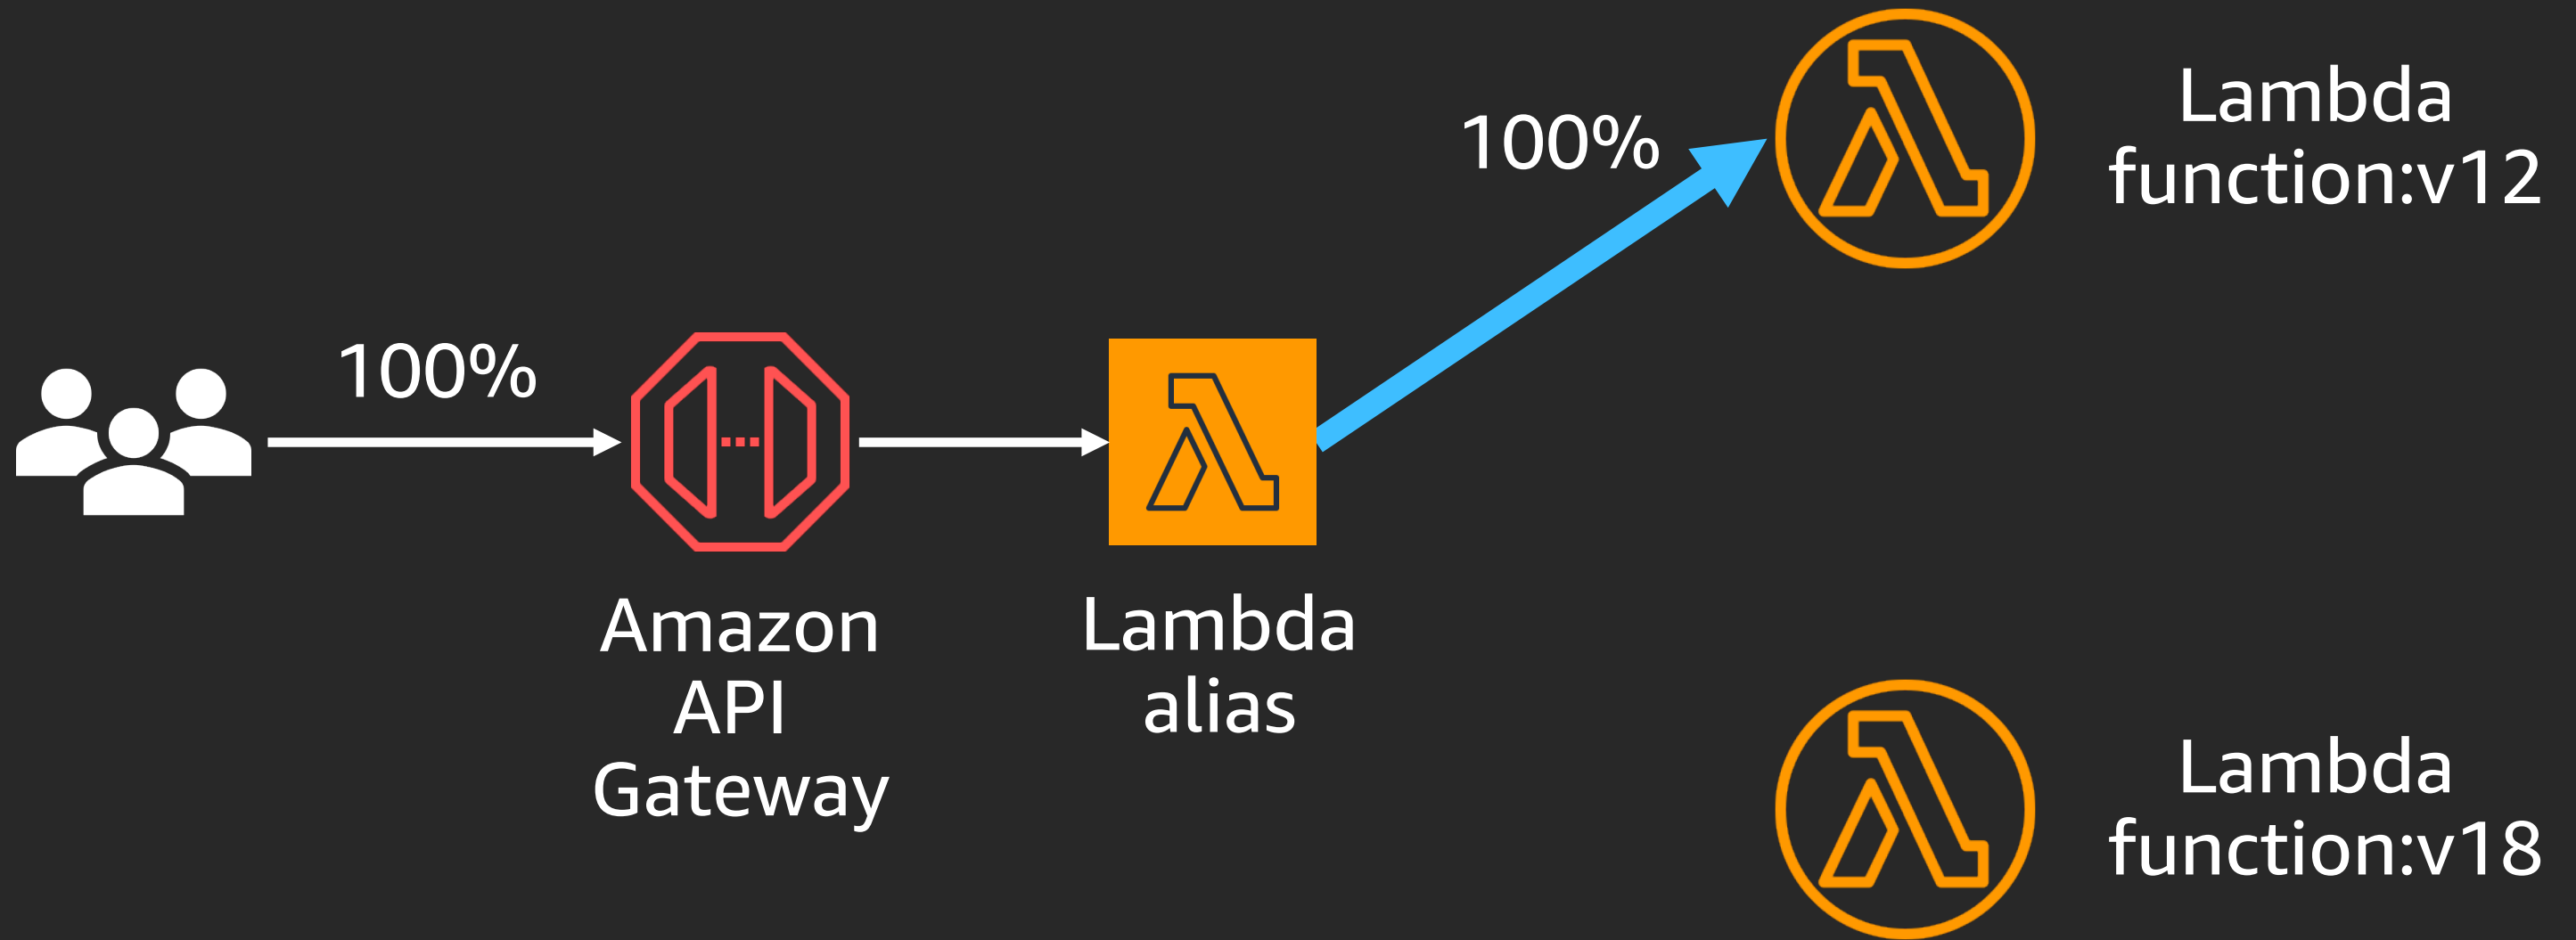 100%
Amazon
API
Gateway
Lambda
alias
100%
Lambda
function:v12
Lambda
function:v18